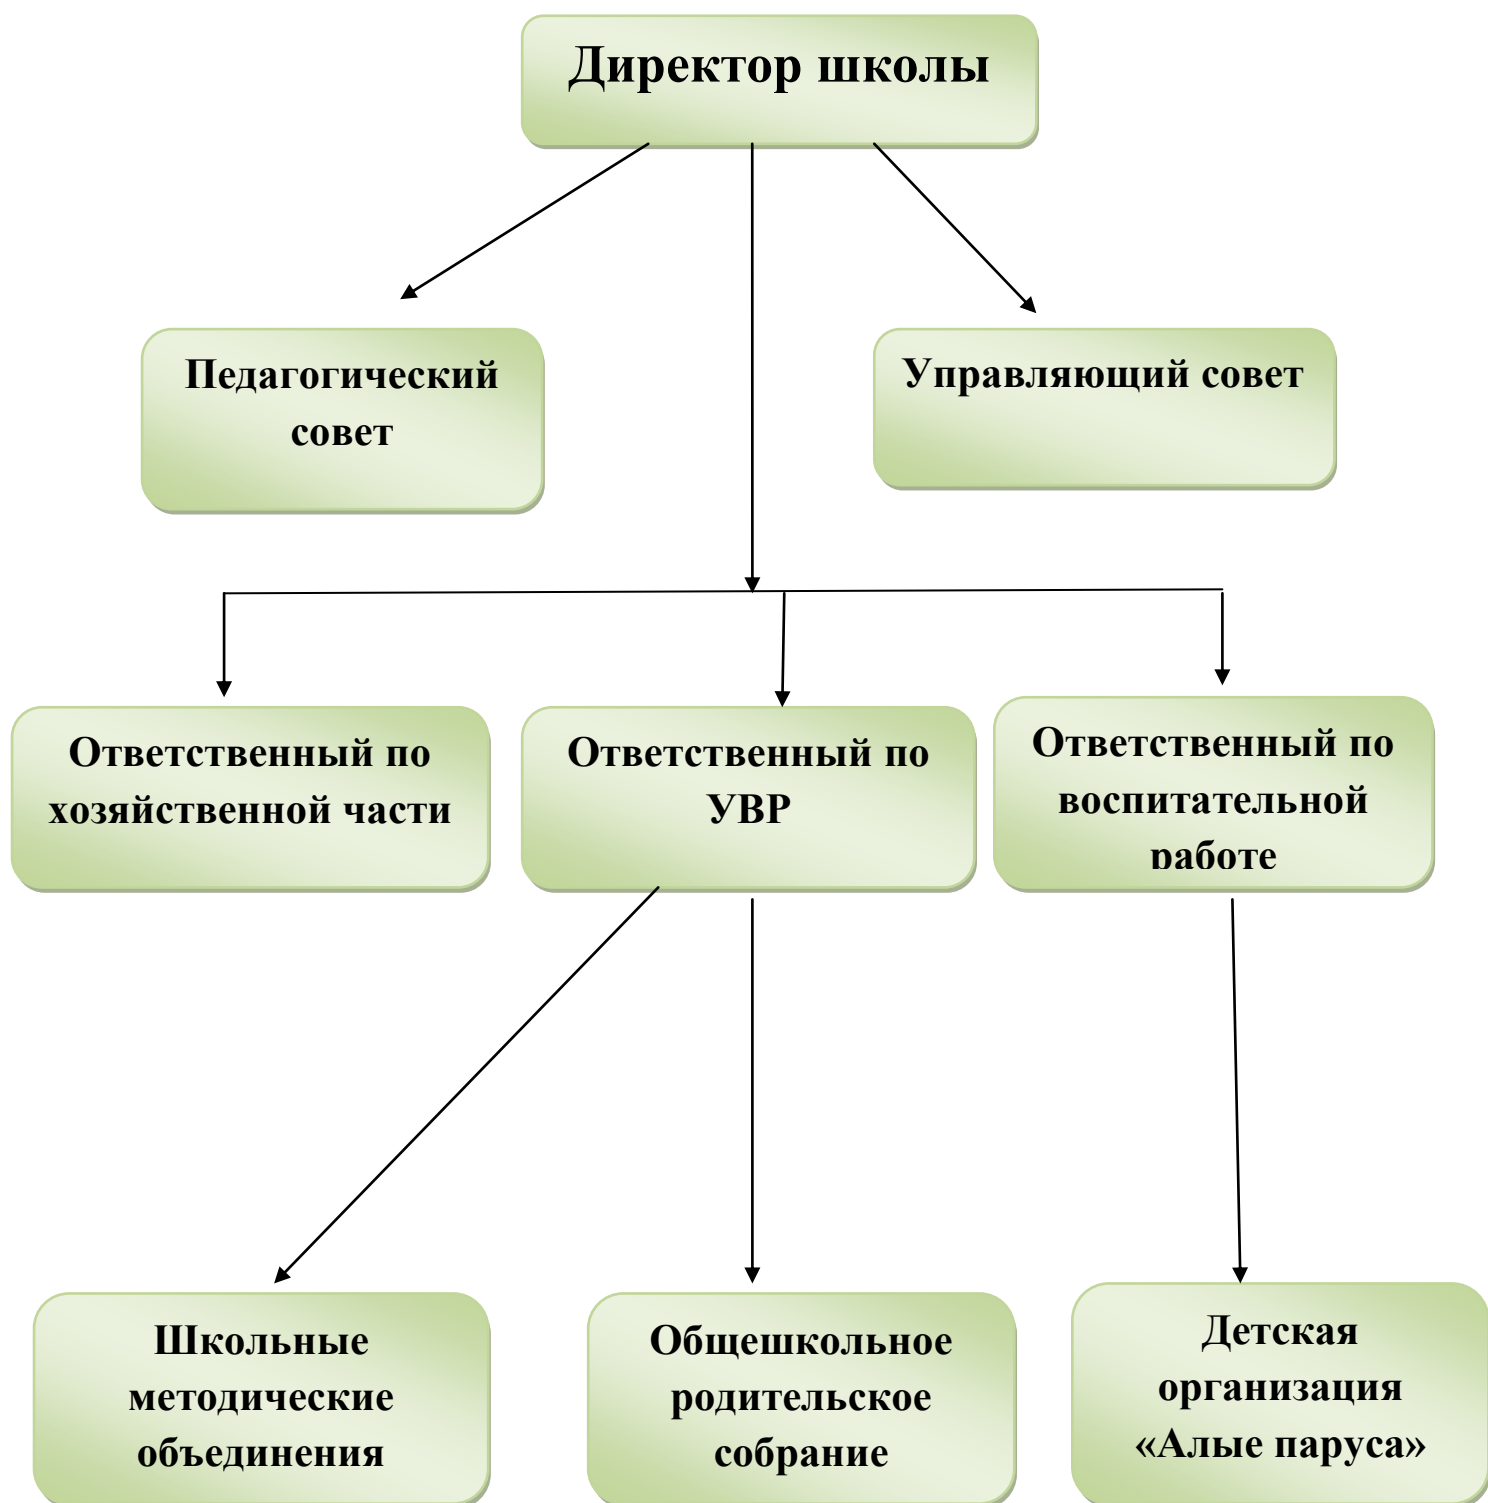 Директор школы
Педагогический
совет
Управляющий совет
Ответственный по
хозяйственной части
Ответственный по
УВР
Ответственный по
воспитательной
работе
Школьные
методические
объединения
Общешкольное
родительское
собрание
Детская
организация
«Алые паруса»